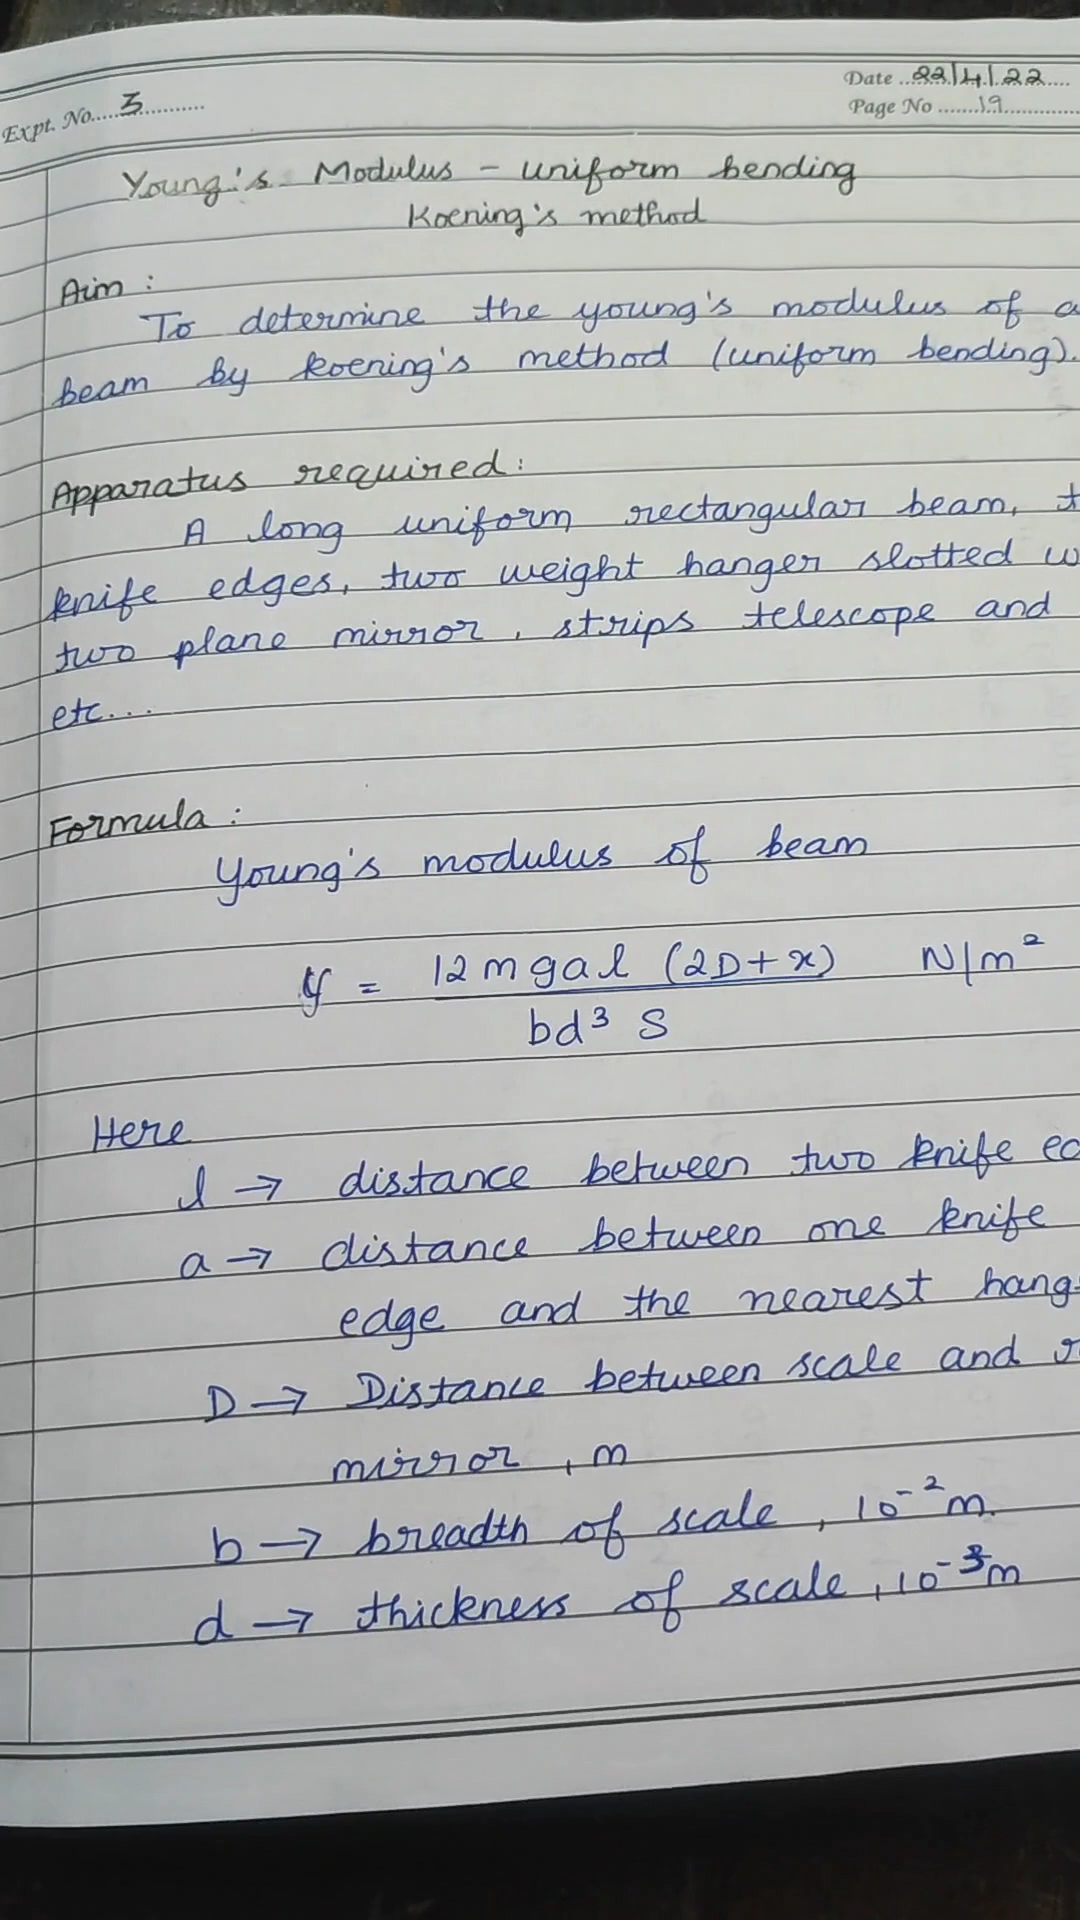 Expt. No. 3
Date 22/4/22
Page No 19
Young's Modulus - uniform bending
Koening's method
Aim :
To determine the young's modulus of a
beam by koening's method (uniform bending).
Apparatus required :
A long uniform rectangular beam,
knife edges, two weight hanger slotted
two plane mirror, strips telescope and
etc...
Formula :
Young's modulus of beam
y = 12 m g a l (2D + x) N/m²
bd³ S
Here
l → distance between two knife
a → distance between one knife
edge and the nearest
D → Distance between scale and
mirror, m
b → breadth of scale, 10⁻² m.
d → thickness of scale, 10⁻³ m